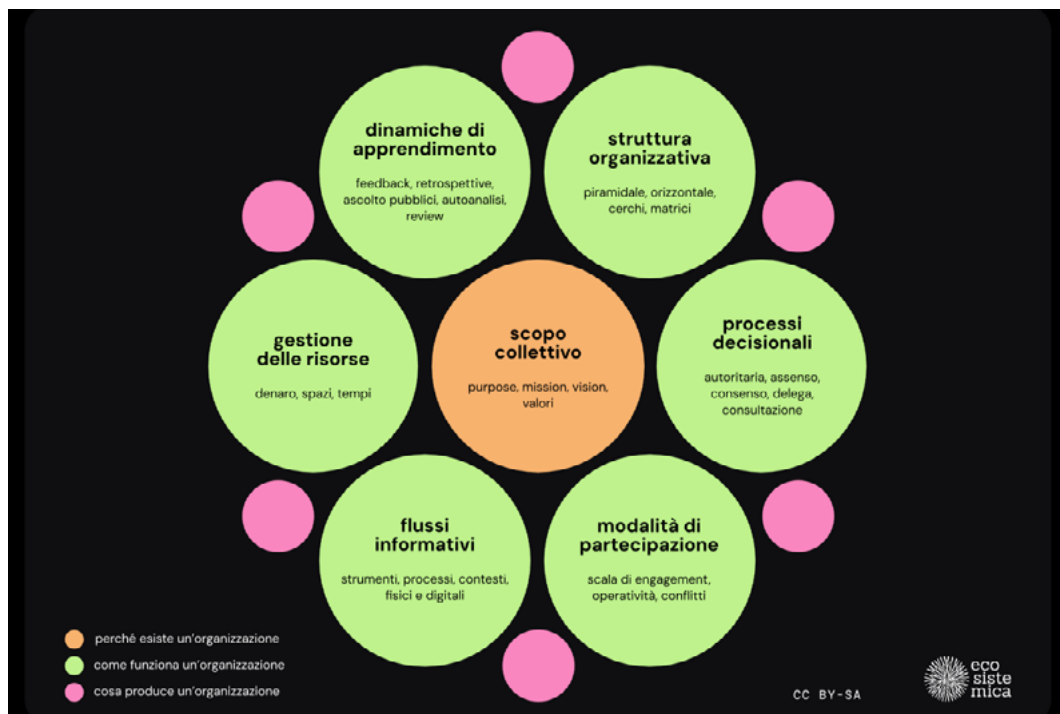 dinamiche di
apprendimento
feedback, retrospettive,
ascolto pubblici, autoanalisi,
review
struttura
organizzativa
piramidale, orizzontale,
cerchi, matrici
gestione
delle risorse
denaro, spazi, tempi
scopo
collettivo
purpose, mission, vision,
valori
processi
decisionali
autoritaria, assenso,
consenso, delega,
consultazione
flussi
informativi
strumenti, processi, contesti,
fisici e digitali
modalità di
partecipazione
scala di engagement,
operatività, conflitti
perché esiste un'organizzazione
come funziona un'organizzazione
cosa produce un'organizzazione
CC BY-SA
eco
siste
mica